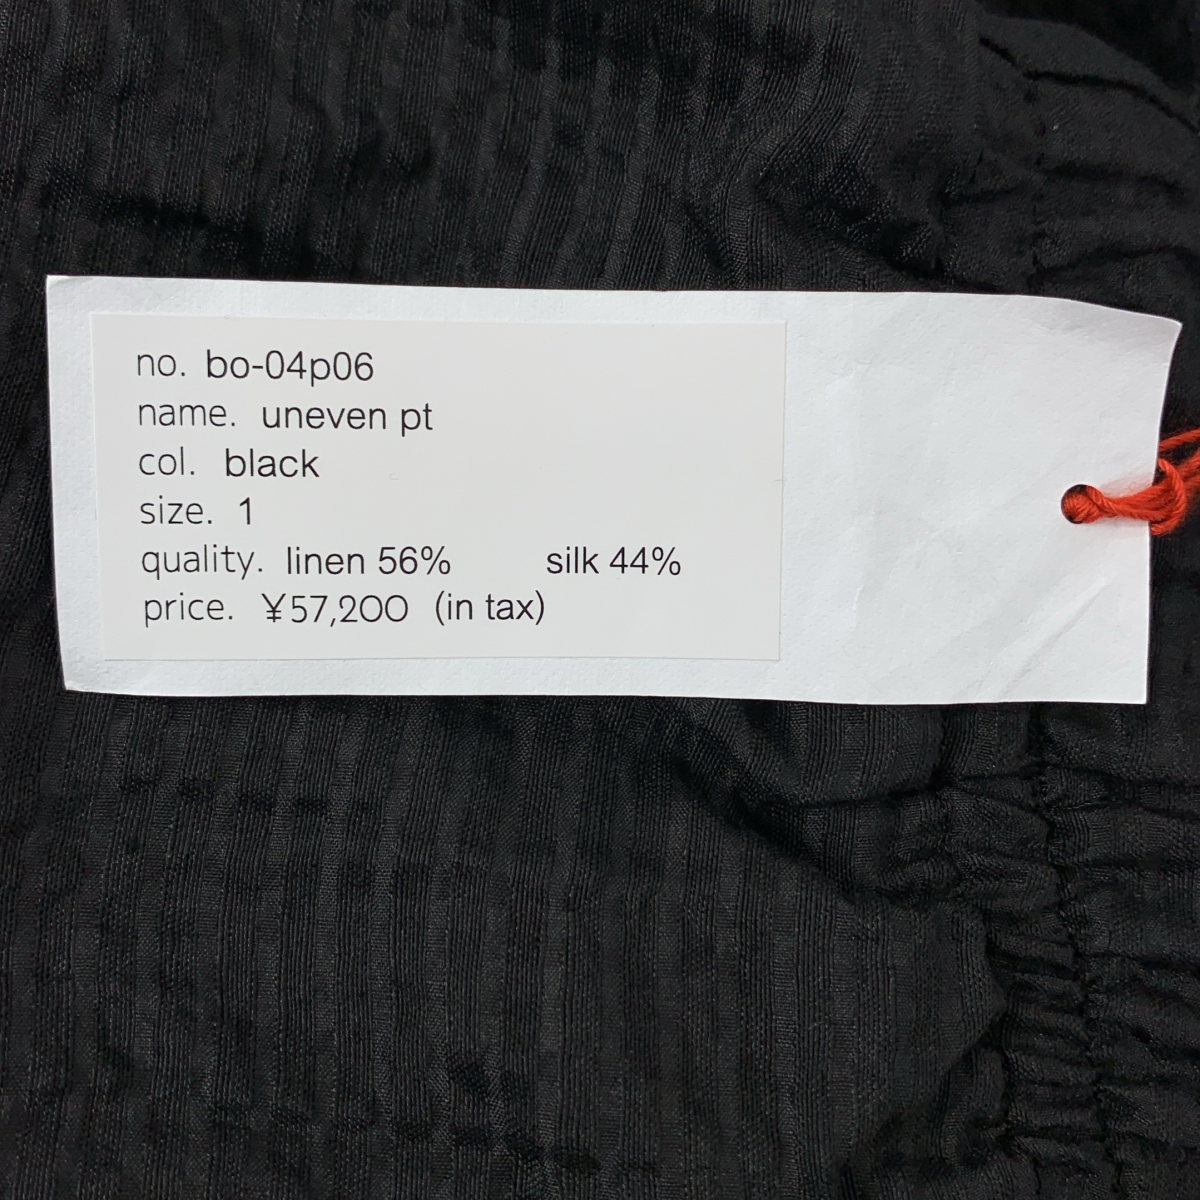 no. bo-04p06
name. uneven pt
col. black
size. 1
quality. linen 56% silk 44%
price. ¥57,200 (in tax)